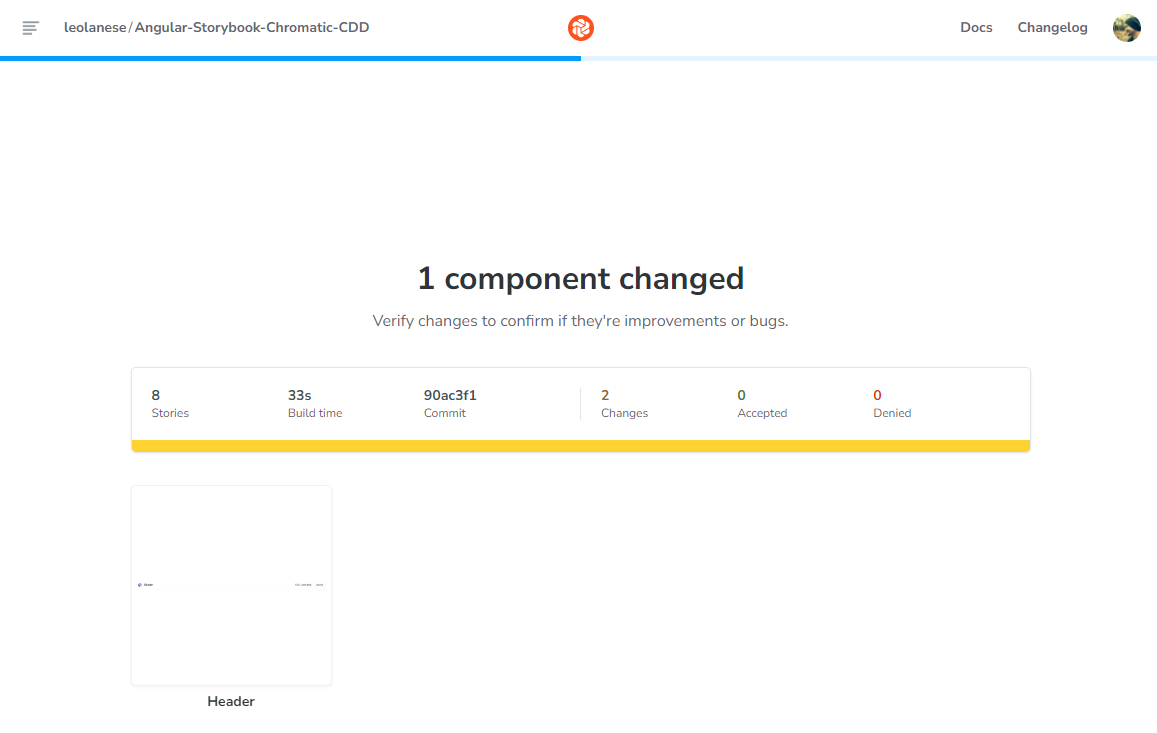 leolanese / Angular-Storybook-Chromatic-CDD
Docs
Changelog
1 component changed
Verify changes to confirm if they're improvements or bugs.
8
Stories
33s
Build time
90ac3f1
Commit
2
Changes
0
Accepted
0
Denied
Header